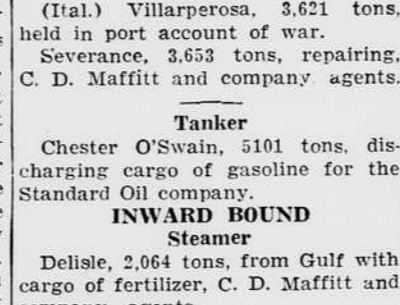 (Ital.) Villarperosa, 3,621 tons,
held in port account of war.
Severance, 3,653 tons, repairing,
C. D. Maffitt and company agents.
Tanker
Chester O'Swain, 5101 tons, dis-
charging cargo of gasoline for the
Standard Oil company.
INWARD BOUND
Steamer
Delisle, 2,064 tons, from Gulf with
cargo of fertilizer, C. D. Maffitt and